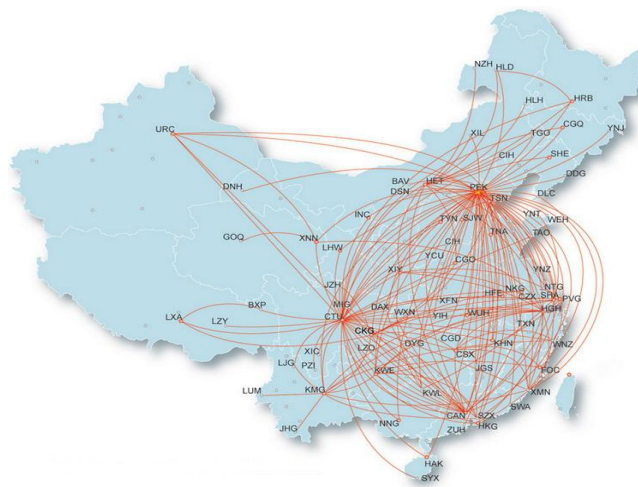 NZH
HLD
HLH
HRB
URC
XIL
TGO
CGQ
YNJ
CIH
SHE
DNH
BAV
HET
DSN
PEK
TSN
DLC
DDG
INC
TYN
SJW
YNT
WEH
GOQ
XNN
LHW
CIH
TNA
TAO
YCU
CGO
JZH
XIY
YNZ
MIG
DAX
XFN
HFE
NKG
NTG
CZX
SHA
PVG
LXA
BXP
LZY
CTU
WXN
YIH
WUH
HGH
TXN
CKG
XIC
LZO
DYG
CGD
CSX
KHN
WNZ
LJG
PZI
KWE
JGS
FOC
LUM
KMG
KWL
XMN
SWA
JHG
NNG
CAN
SZX
ZUH
HKG
HAK
SYX